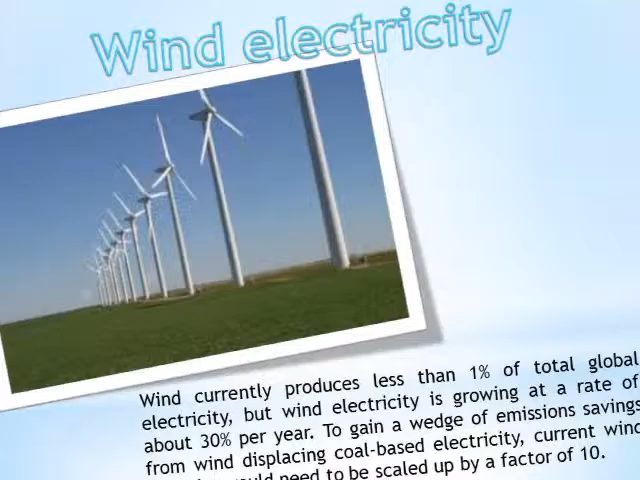 Wind electricity
Wind currently produces less than 1% of total global
electricity, but wind electricity is growing at a rate of
about 30% per year. To gain a wedge of emissions savings
from wind displacing coal-based electricity, current wind
need to be scaled up by a factor of 10.